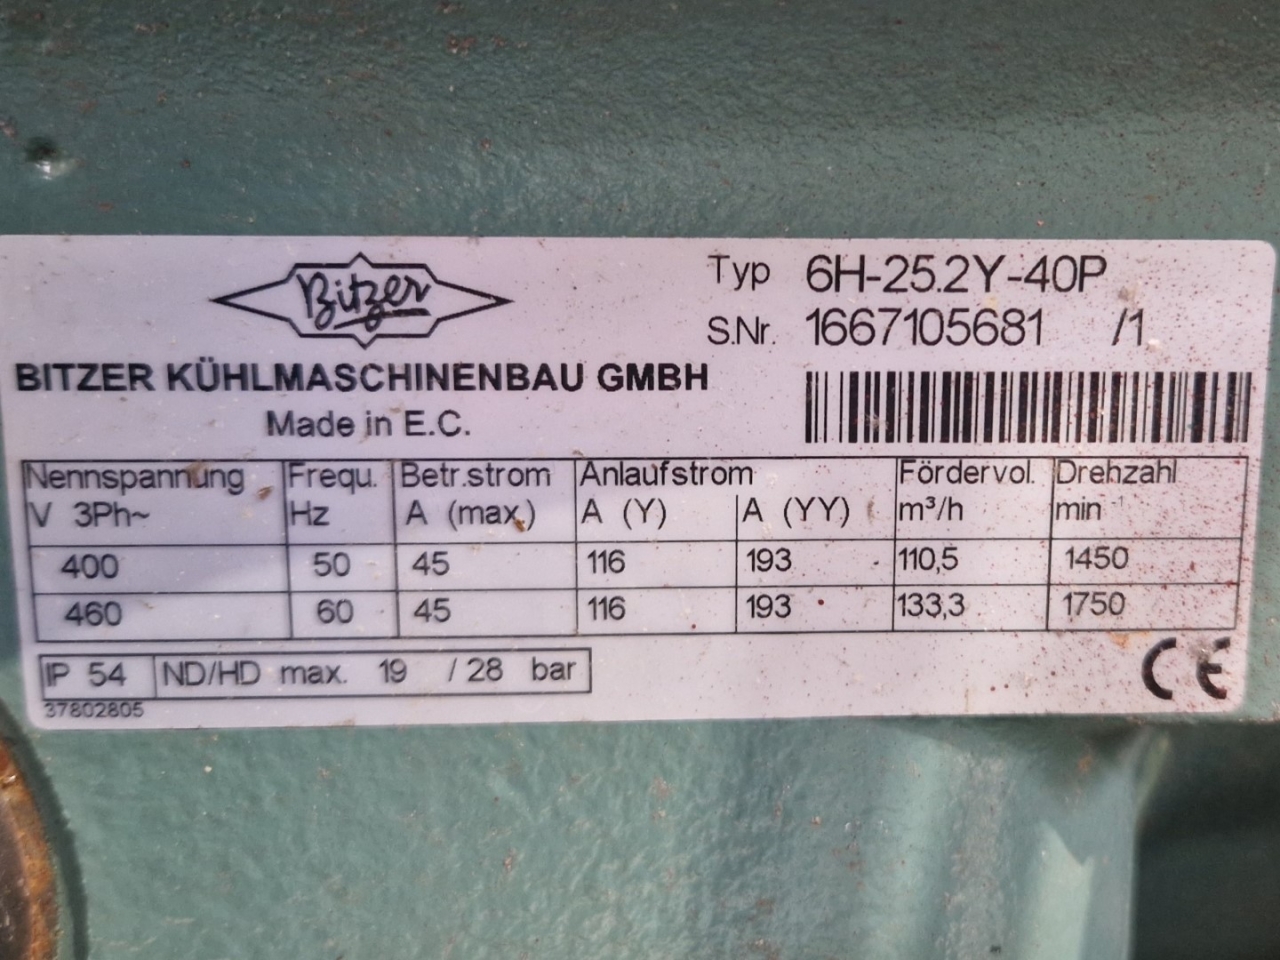 Bitzer
Typ 6H-25.2Y-40P
S.Nr. 1667105681 /1
BITZER KÜHLMASCHINENBAU GMBH
Made in E.C.
Nennspannung Frequ. Betr.strom Anlaufstrom Fördervol. Drehzahl
V 3Ph~ Hz A (max.) A (Y) A (YY) m³/h min⁻¹
400 50 45 116 193 110,5 1450
460 60 45 116 193 133,3 1750
IP 54 ND/HD max. 19 / 28 bar
37802805
CE